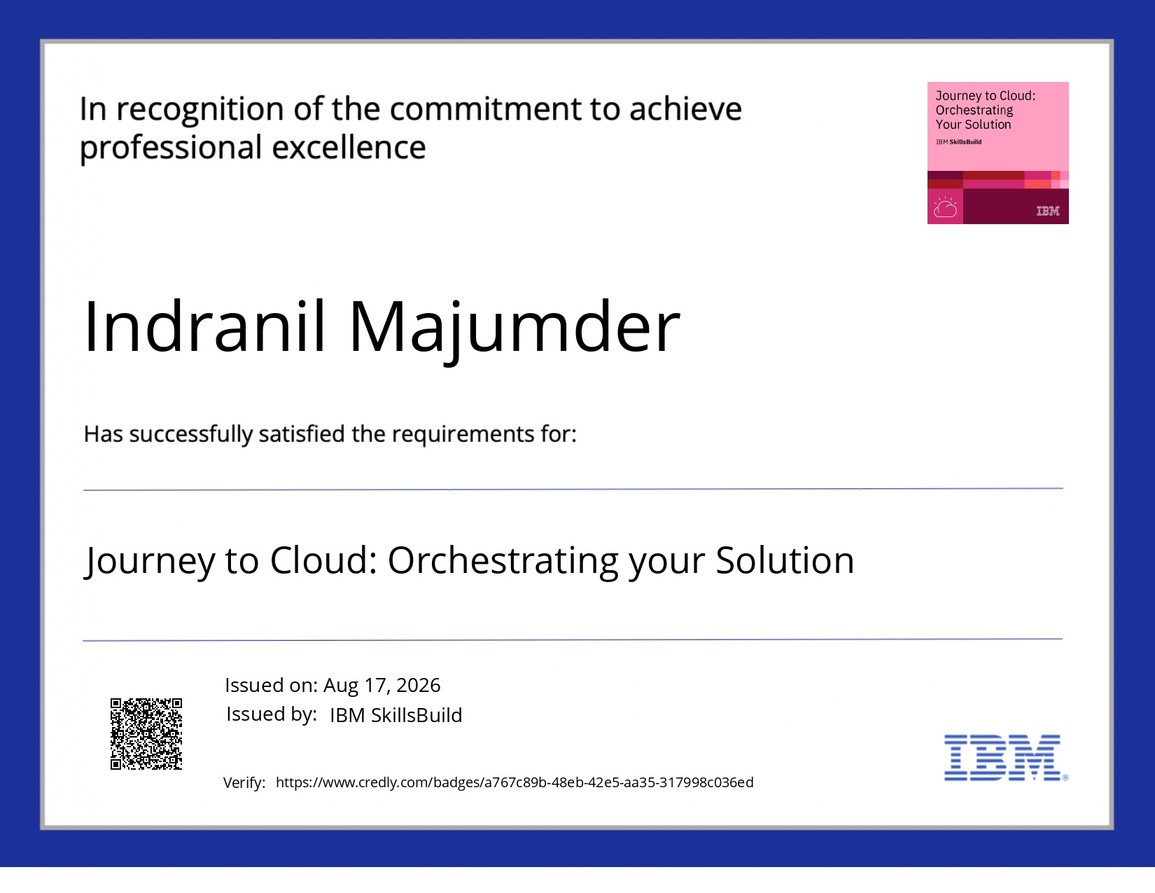 In recognition of the commitment to achieve
professional excellence
Journey to Cloud:
Orchestrating
Your Solution
IBM SkillsBuild
IBM
Indranil Majumder
Has successfully satisfied the requirements for:
Journey to Cloud: Orchestrating your Solution
Issued on: Aug 17, 2026
Issued by: IBM SkillsBuild
Verify: https://www.credly.com/badges/a767c89b-48eb-42e5-aa35-317998c036ed
IBM®